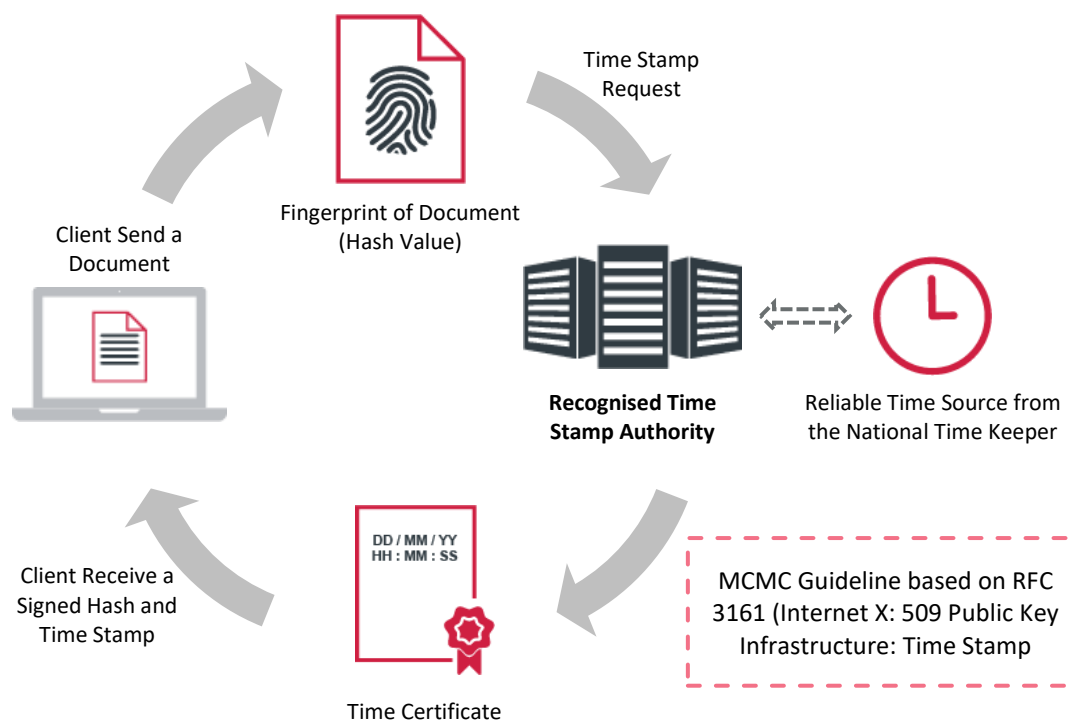 Time Stamp
Request
Fingerprint of Document
(Hash Value)
Client Send a
Document
Recognised Time
Stamp Authority
Reliable Time Source from
the National Time Keeper
DD / MM / YY
HH : MM : SS
Client Receive a
Signed Hash and
Time Stamp
MCMC Guideline based on RFC
3161 (Internet X: 509 Public Key
Infrastructure: Time Stamp
Time Certificate